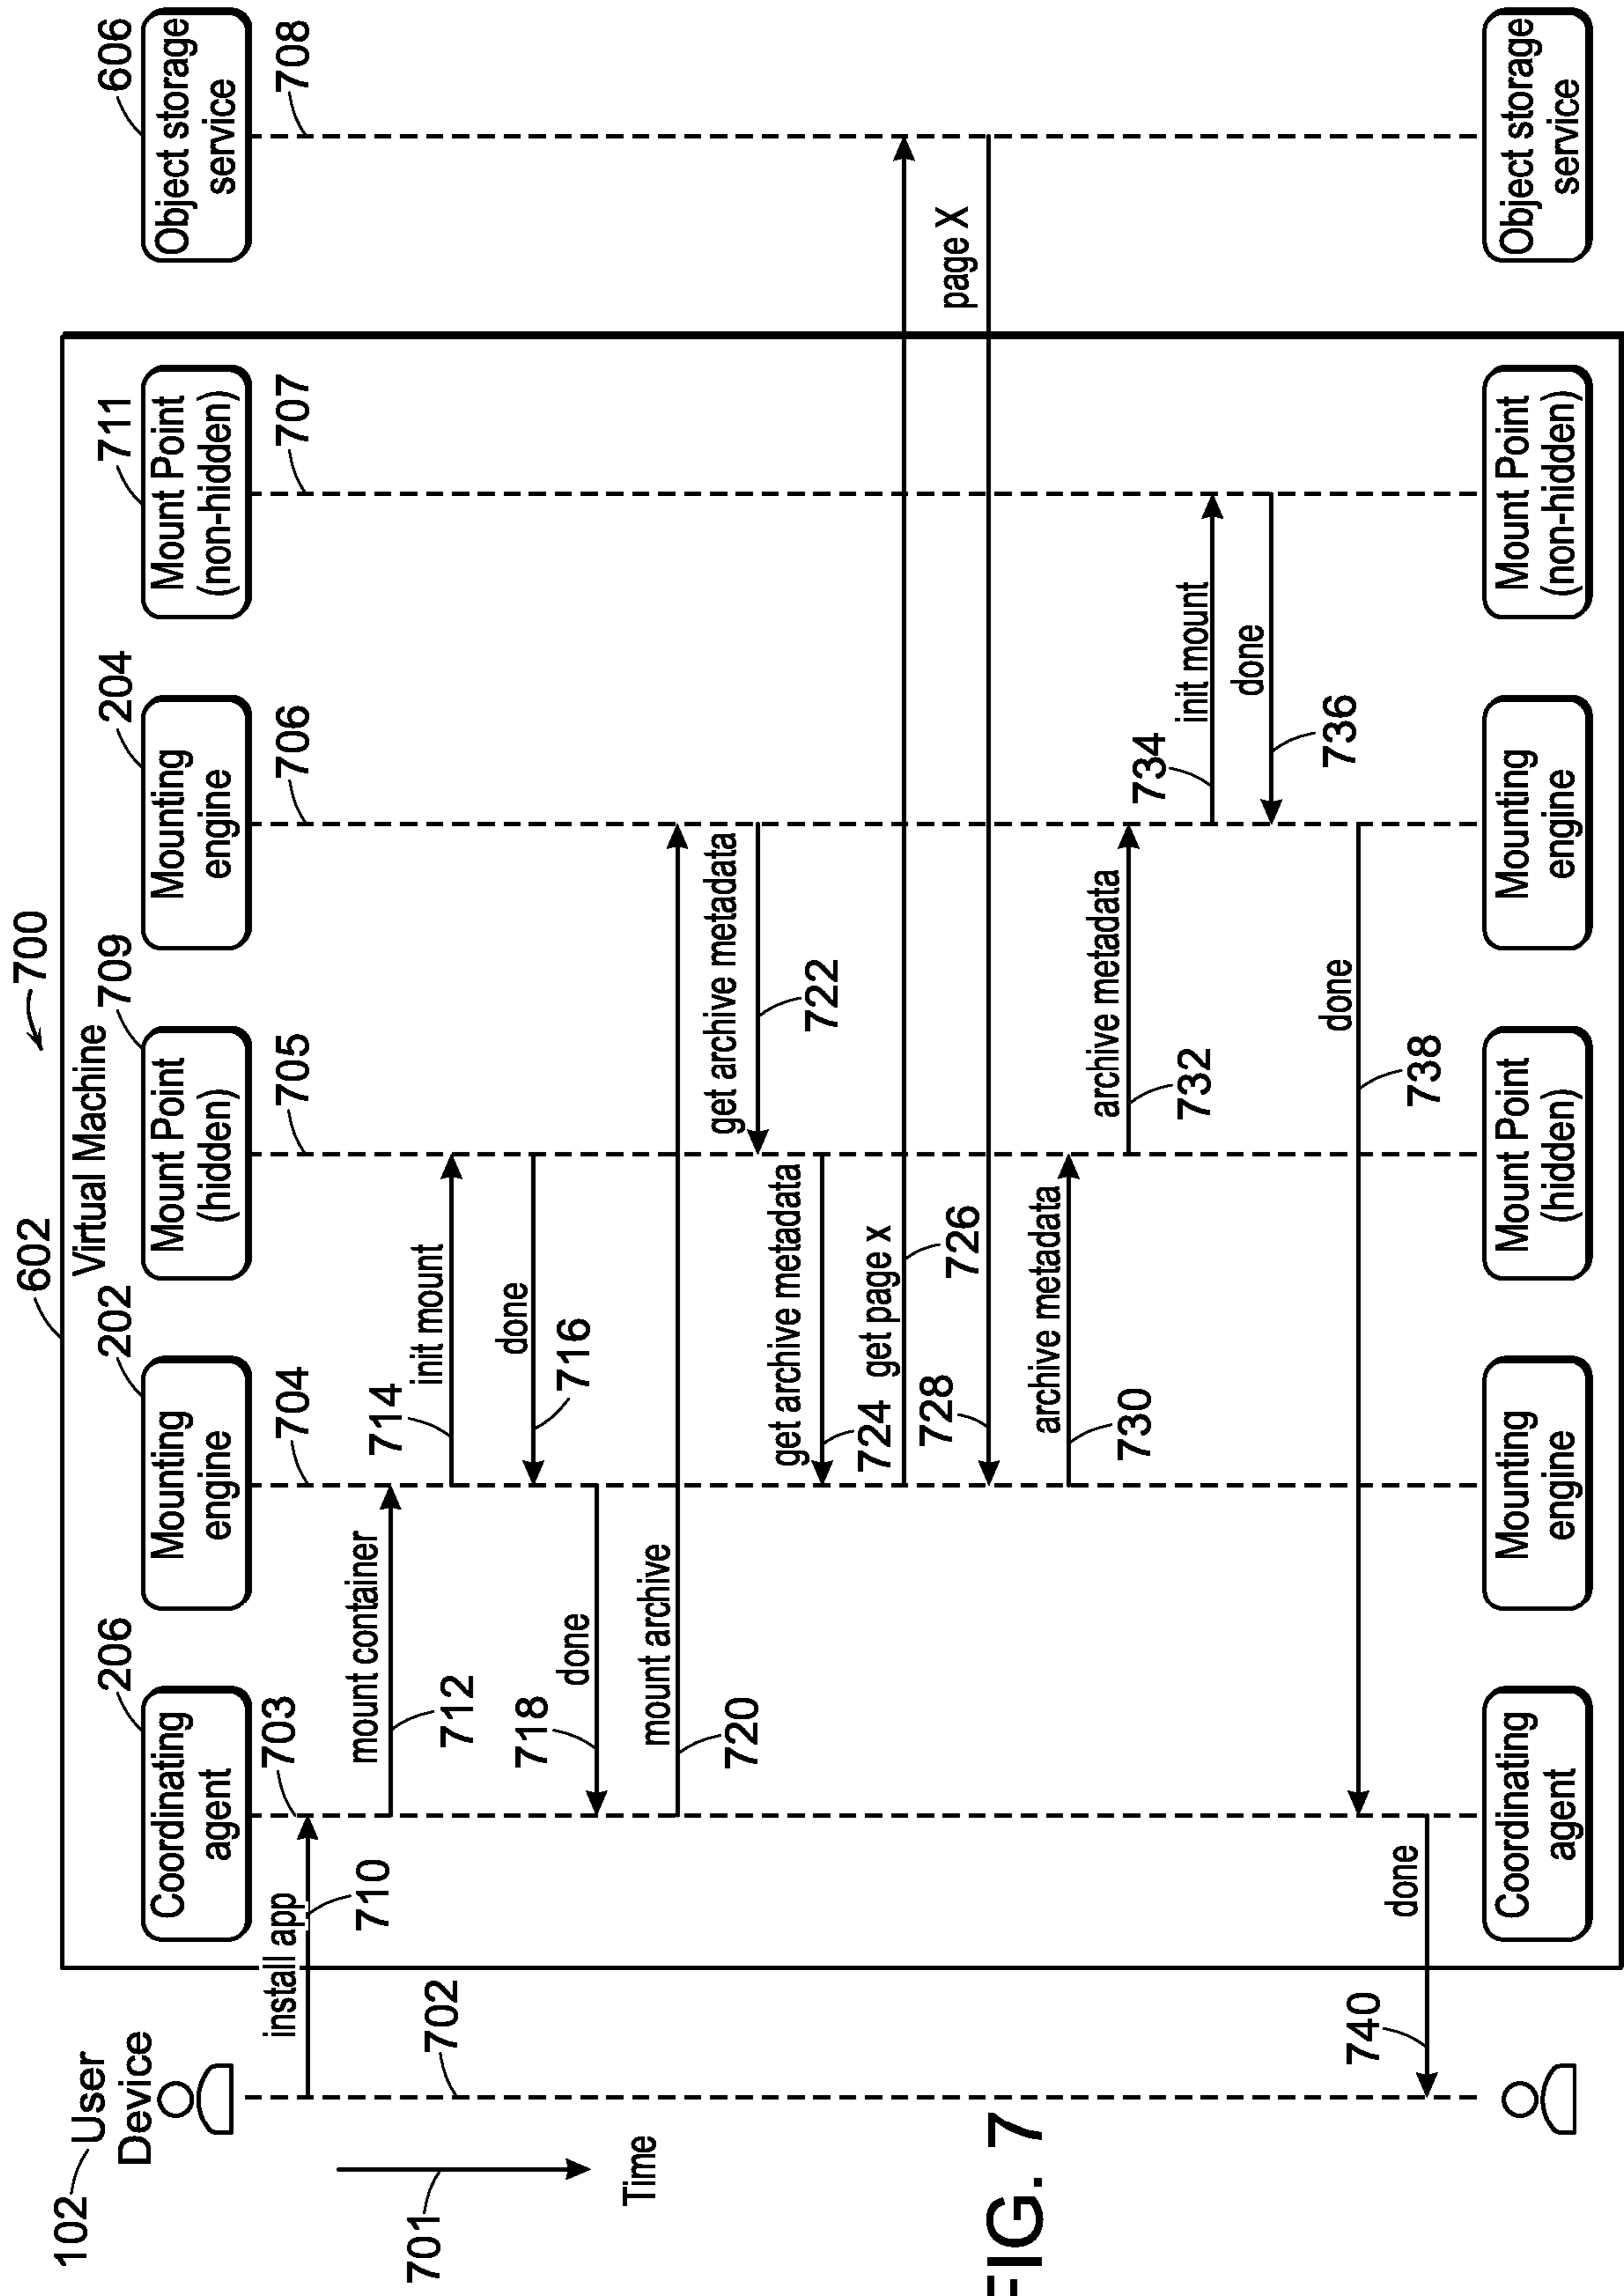 700
602
Virtual Machine
102
User
Device
206
Coordinating
agent
202
Mounting
engine
709
Mount Point
(hidden)
204
Mounting
engine
711
Mount Point
(non-hidden)
606
Object storage
service
703
704
705
706
707
708
701
Time
702
install app
710
mount container
712
714
init mount
done
716
718
done
mount archive
720
get archive metadata
722
get archive metadata
724
get page x
726
page X
728
archive metadata
730
archive metadata
732
734
init mount
done
736
done
738
done
740
Coordinating
agent
Mounting
engine
Mount Point
(hidden)
Mounting
engine
Mount Point
(non-hidden)
Object storage
service
FIG. 7